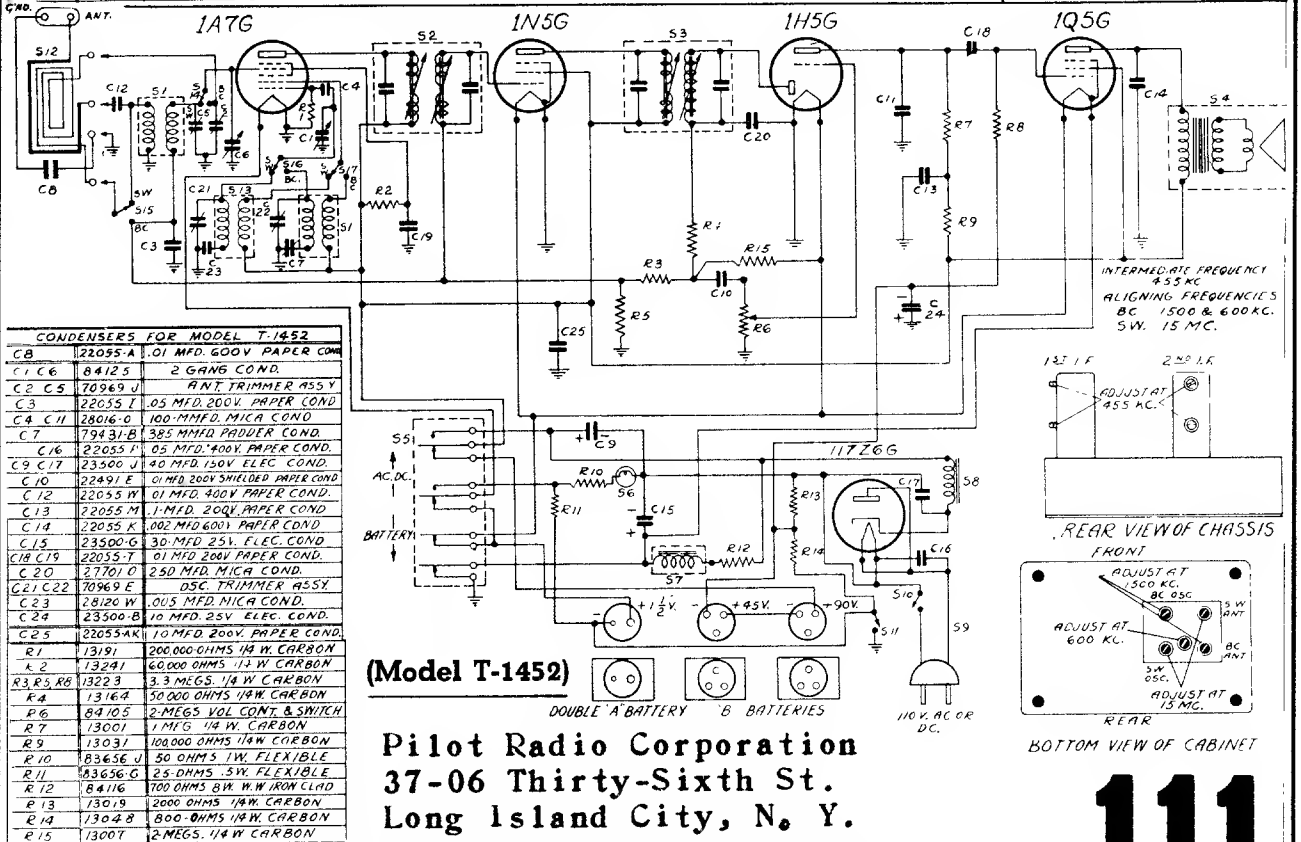 GND.
ANT.
1A7G
1N5G
1H5G
1Q5G
S12
C12
S1
S14
SW
BC
C5
C2
C6
R1
C1
C4
S2
S3
C20
C11
R7
C18
R8
C14
S4
C8
SW
S15
BC
C3
C21
S13
C22
C23
SW
S16
BC.
C7
S1
SW
S17
BC
R2
C19
R4
R15
R3
C10
R5
R6
C25
C13
R9
C24
INTERMEDIATE FREQUENCY
455 KC
ALIGNING FREQUENCIES
BC 1500 & 600 KC.
SW. 15 MC.
CONDENSERS FOR MODEL T-1452
C8 22055-A .01 MFD. 600V PAPER COND
C1 C6 84125 2 GANG COND.
C2 C5 70969 J ANT. TRIMMER ASSY
C3 22055 I .05 MFD. 200V. PAPER COND
C4 C11 28016-O 100-MMFD. MICA COND
C7 79431-B 385 MMFD PADDER COND.
C16 22055 F 05 MFD. 400V. PAPER COND.
C9 C17 23500 J 40 MFD. 150V ELEC COND.
C10 22491 E 01 MFD 200V SHIELDED PAPER COND
C12 22055 W 01 MFD. 400V PAPER COND.
C13 22055 M .1-MFD. 200V. PAPER COND
C14 22055 K .002 MFD 600V PAPER COND
C15 23500-G 30-MFD 25V. ELEC. COND.
C18 C19 22055-T 01 MFD 200V PAPER COND.
C20 27701 O 250 MFD. MICA COND.
C21 C22 70969 E OSC. TRIMMER ASSY.
C23 28120 W .005 MFD. MICA COND.
C24 23500-B 10 MFD. 25V ELEC. COND.
C25 22055-AK 10 MFD. 200V. PAPER COND.
R1 13191 200,000-OHMS 1/4 W. CARBON
R2 13241 60,000 OHMS 1/4 W CARBON
R3, R5, R8 13223 3.3 MEGS. 1/4 W CARBON
R4 13164 50 000 OHMS 1/4 W. CARBON
R6 84105 2-MEGS VOL CONT. & SWITCH
R7 13001 1 MEG 1/4 W. CARBON
R9 13031 100,000 OHMS 1/4 W CARBON
R10 83656 J 50 OHMS 1W. FLEXIBLE
R11 83656-G 25-OHMS .5W. FLEXIBLE
R12 84116 700 OHMS 8W. W.W IRON CLAD
R13 13019 2000 OHMS 1/4 W. CARBON
R14 13048 800-OHMS 1/4 W. CARBON
R15 13007 2-MEGS. 1/4 W CARBON
S5
AC, DC.
BATTERY
+ C9 -
R10
S6
R11
- C15 +
S7
R12
R13
R14
117Z6G
C17
S8
C16
S10
S11
S9
- +1 1/2 V.
- +45V.
- +90V.
110 V. AC OR
DC.
C
DOUBLE 'A' BATTERY 'B' BATTERIES
(Model T-1452)
Pilot Radio Corporation
37-06 Thirty-Sixth St.
Long Island City, N. Y.
1ST I F
2 ND I.F.
ADJUST AT
455 KC.
REAR VIEW OF CHASSIS
FRONT
ADJUST AT
1500 KC.
BC OSC
SW
ANT
ADJUST AT
600 KC.
BC
ANT
SW
OSC.
ADJUST AT
15 MC.
REAR
BOTTOM VIEW OF CABINET
111